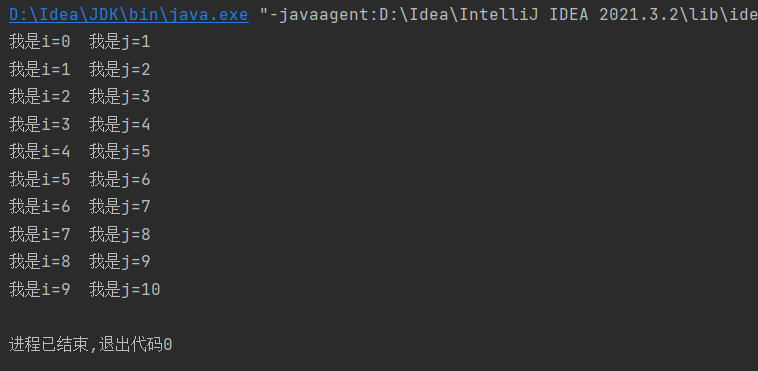 D:\Idea\JDK\bin\java.exe "-javaagent:D:\Idea\IntelliJ IDEA 2021.3.2\lib\ide
我是i=0  我是j=1
我是i=1  我是j=2
我是i=2  我是j=3
我是i=3  我是j=4
我是i=4  我是j=5
我是i=5  我是j=6
我是i=6  我是j=7
我是i=7  我是j=8
我是i=8  我是j=9
我是i=9  我是j=10
进程已结束,退出代码0